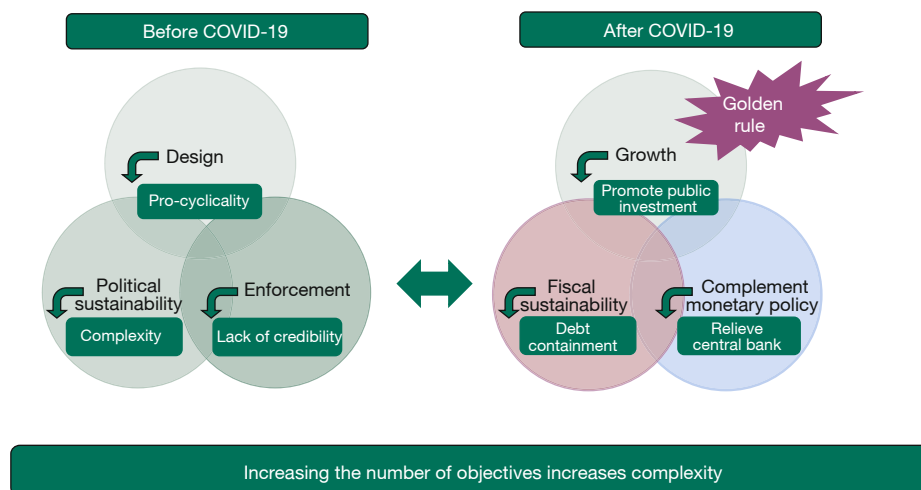 Before COVID-19
After COVID-19
Golden
rule
Design
Pro-cyclicality
Political
sustainability
Complexity
Enforcement
Lack of credibility
Growth
Promote public
investment
Fiscal
sustainability
Debt
containment
Complement
monetary policy
Relieve
central bank
Increasing the number of objectives increases complexity